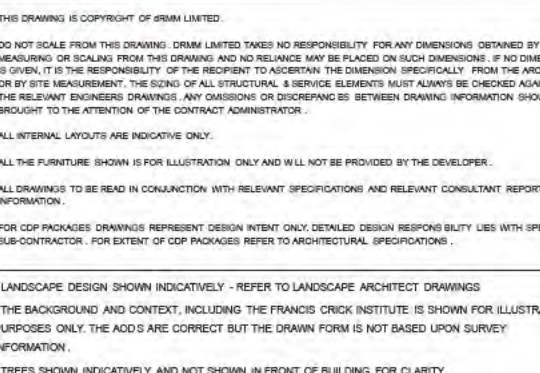 THIS DRAWING IS COPYRIGHT OF dRMM LIMITED.
DO NOT SCALE FROM THIS DRAWING. DRMM LIMITED TAKES NO RESPONSIBILITY FOR ANY DIMENSIONS OBTAINED BY
MEASURING OR SCALING FROM THIS DRAWING AND NO RELIANCE MAY BE PLACED ON SUCH DIMENSIONS. IF NO DIME
IS GIVEN, IT IS THE RESPONSIBILITY OF THE RECIPIENT TO ASCERTAIN THE DIMENSION SPECIFICALLY FROM THE ARC
OR BY SITE MEASUREMENT. THE SIZING OF ALL STRUCTURAL & SERVICE ELEMENTS MUST ALWAYS BE CHECKED AGAI
THE RELEVANT ENGINEERS DRAWINGS. ANY OMISSIONS OR DISCREPANCIES BETWEEN DRAWING INFORMATION SHOU
BROUGHT TO THE ATTENTION OF THE CONTRACT ADMINISTRATOR.
ALL INTERNAL LAYOUTS ARE INDICATIVE ONLY.
ALL THE FURNITURE SHOWN IS FOR ILLUSTRATION ONLY AND WILL NOT BE PROVIDED BY THE DEVELOPER.
ALL DRAWINGS TO BE READ IN CONJUNCTION WITH RELEVANT SPECIFICATIONS AND RELEVANT CONSULTANT REPORT
INFORMATION.
FOR CDP PACKAGES DRAWINGS REPRESENT DESIGN INTENT ONLY. DETAILED DESIGN RESPONSIBILITY LIES WITH SPE
SUB-CONTRACTOR. FOR EXTENT OF CDP PACKAGES REFER TO ARCHITECTURAL SPECIFICATIONS.
LANDSCAPE DESIGN SHOWN INDICATIVELY - REFER TO LANDSCAPE ARCHITECT DRAWINGS
THE BACKGROUND AND CONTEXT, INCLUDING THE FRANCIS CRICK INSTITUTE IS SHOWN FOR ILLUSTRA
PURPOSES ONLY. THE AODS ARE CORRECT BUT THE DRAWN FORM IS NOT BASED UPON SURVEY
INFORMATION.
TREES SHOWN INDICATIVELY AND NOT SHOWN IN FRONT OF BUILDING FOR CLARITY